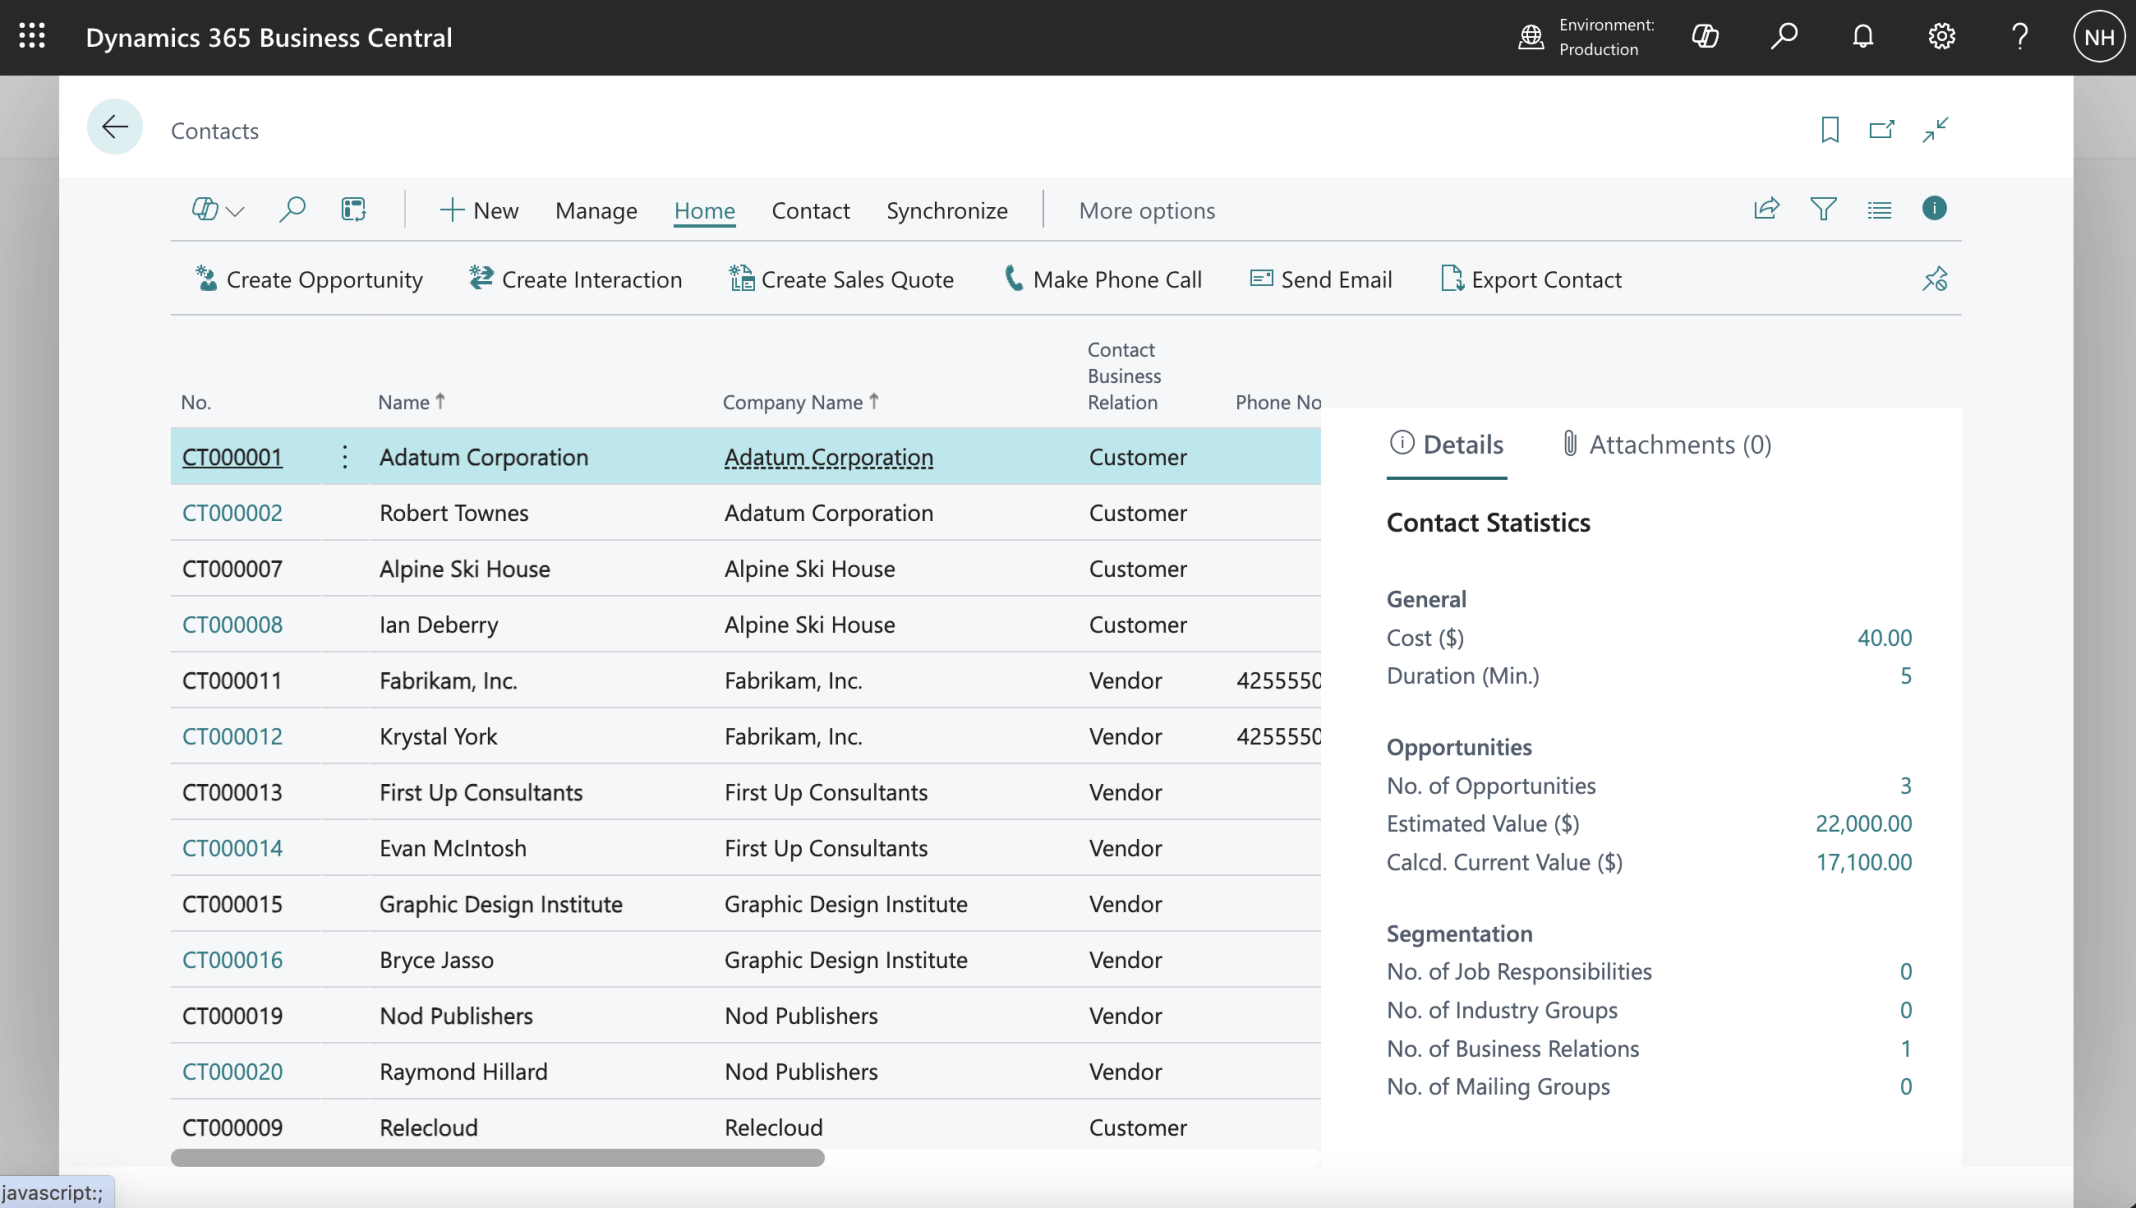 Dynamics 365 Business Central
Environment:
Production
?
NH
Contacts
New Manage Home Contact Synchronize More options
Create Opportunity Create Interaction Create Sales Quote Make Phone Call Send Email Export Contact
No. Name ↑ Company Name ↑ Contact Business Relation Phone No
CT000001 Adatum Corporation Adatum Corporation Customer
CT000002 Robert Townes Adatum Corporation Customer
CT000007 Alpine Ski House Alpine Ski House Customer
CT000008 Ian Deberry Alpine Ski House Customer
CT000011 Fabrikam, Inc. Fabrikam, Inc. Vendor 4255550
CT000012 Krystal York Fabrikam, Inc. Vendor 4255550
CT000013 First Up Consultants First Up Consultants Vendor
CT000014 Evan McIntosh First Up Consultants Vendor
CT000015 Graphic Design Institute Graphic Design Institute Vendor
CT000016 Bryce Jasso Graphic Design Institute Vendor
CT000019 Nod Publishers Nod Publishers Vendor
CT000020 Raymond Hillard Nod Publishers Vendor
CT000009 Relecloud Relecloud Customer
Details Attachments (0)
Contact Statistics
General
Cost ($) 40.00
Duration (Min.) 5
Opportunities
No. of Opportunities 3
Estimated Value ($) 22,000.00
Calcd. Current Value ($) 17,100.00
Segmentation
No. of Job Responsibilities 0
No. of Industry Groups 0
No. of Business Relations 1
No. of Mailing Groups 0
javascript:;